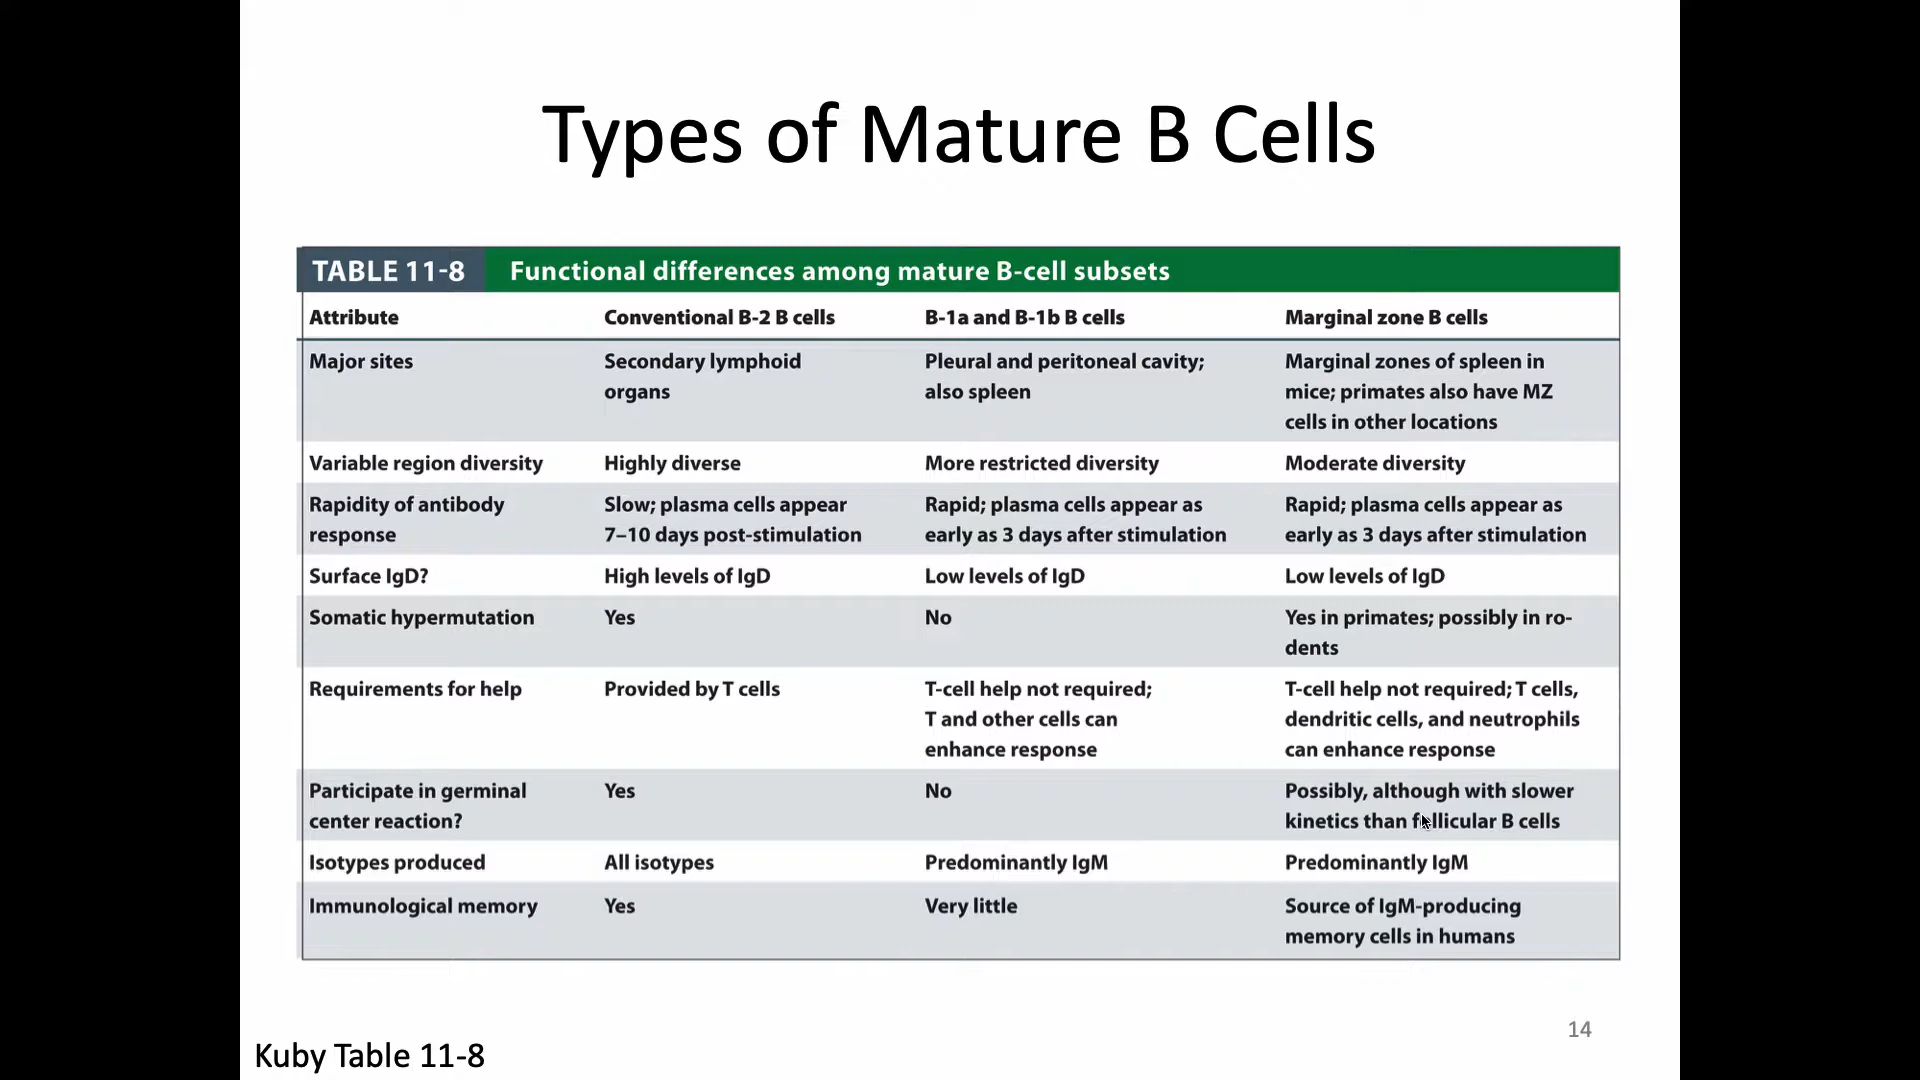 Types of Mature B Cells
TABLE 11-8 Functional differences among mature B-cell subsets
Attribute Conventional B-2 B cells B-1a and B-1b B cells Marginal zone B cells
Major sites Secondary lymphoid Pleural and peritoneal cavity; Marginal zones of spleen in
organs also spleen mice; primates also have MZ
cells in other locations
Variable region diversity Highly diverse More restricted diversity Moderate diversity
Rapidity of antibody Slow; plasma cells appear Rapid; plasma cells appear as Rapid; plasma cells appear as
response 7–10 days post-stimulation early as 3 days after stimulation early as 3 days after stimulation
Surface IgD? High levels of IgD Low levels of IgD Low levels of IgD
Somatic hypermutation Yes No Yes in primates; possibly in ro-
dents
Requirements for help Provided by T cells T-cell help not required; T-cell help not required; T cells,
T and other cells can dendritic cells, and neutrophils
enhance response can enhance response
Participate in germinal Yes No Possibly, although with slower
center reaction? kinetics than follicular B cells
Isotypes produced All isotypes Predominantly IgM Predominantly IgM
Immunological memory Yes Very little Source of IgM-producing
memory cells in humans
14
Kuby Table 11-8